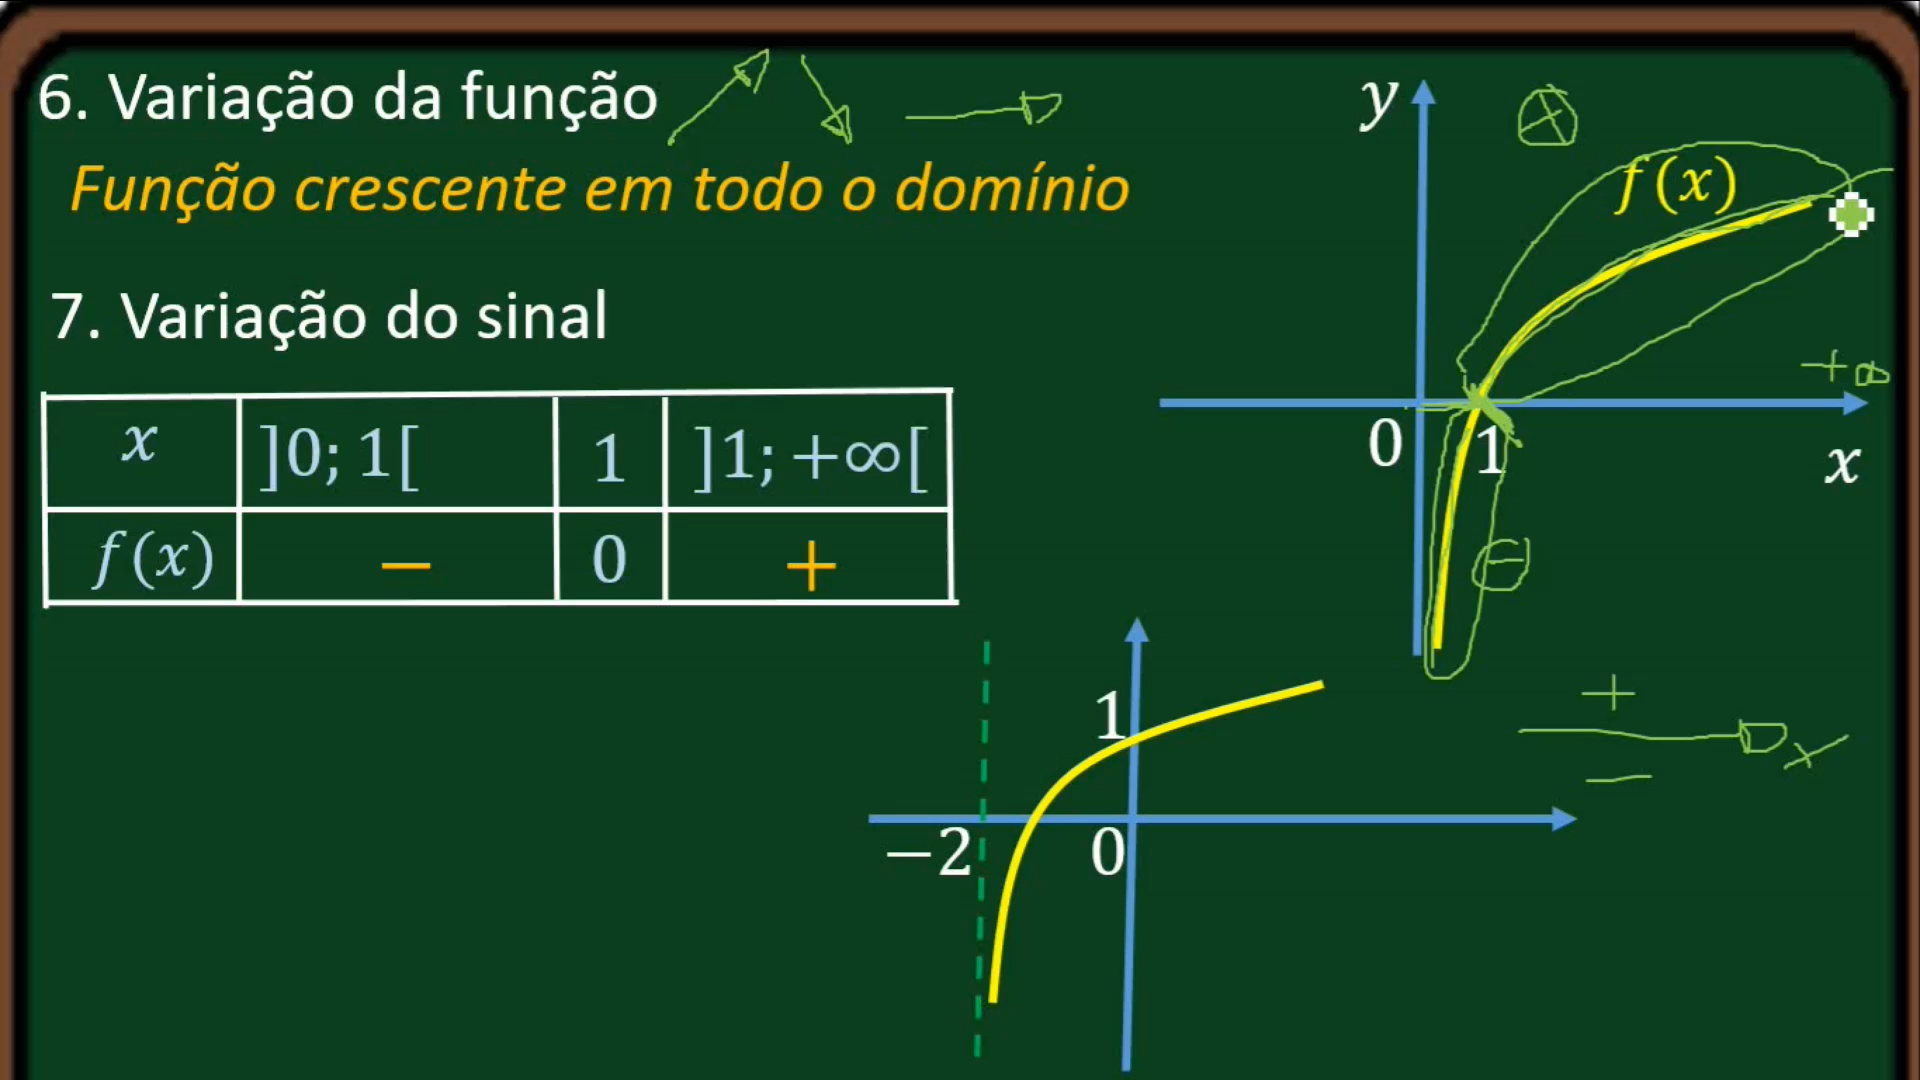 6. Variação da função
Função crescente em todo o domínio
7. Variação do sinal
x ]0; 1[ 1 ]1; +∞[
f(x) − 0 +
y
+
f(x)
+∞
0 1 x
−
+
x
−
1
−2 0